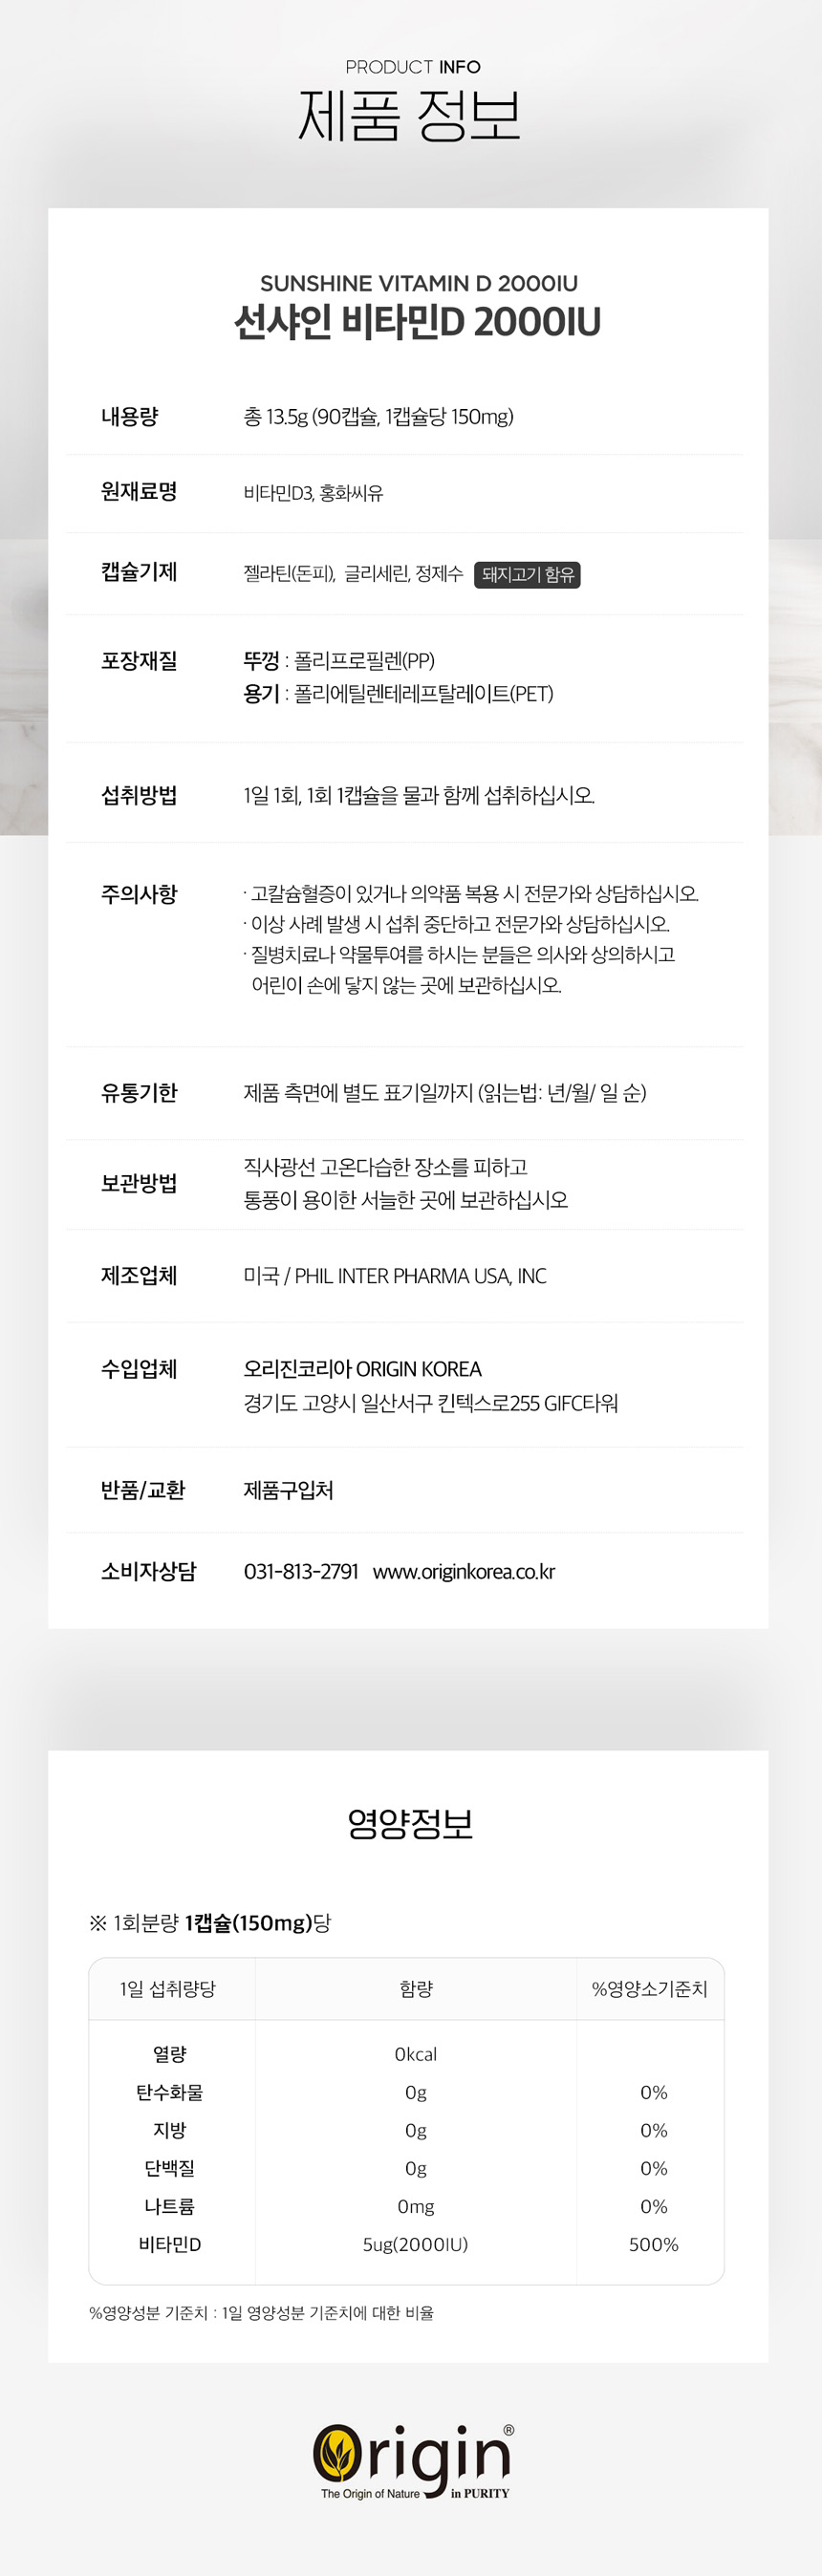 PRODUCT INFO
제품 정보
SUNSHINE VITAMIN D 2000IU
선샤인 비타민D 2000IU
내용량 총 13.5g (90캡슐, 1캡슐당 150mg)
원재료명 비타민D3, 홍화씨유
캡슐기제 젤라틴(돈피), 글리세린, 정제수 돼지고기 함유
포장재질 뚜껑 : 폴리프로필렌(PP)
용기 : 폴리에틸렌테레프탈레이트(PET)
섭취방법 1일 1회, 1회 1캡슐을 물과 함께 섭취하십시오.
주의사항 · 고칼슘혈증이 있거나 의약품 복용 시 전문가와 상담하십시오.
· 이상 사례 발생 시 섭취 중단하고 전문가와 상담하십시오.
· 질병치료나 약물투여를 하시는 분들은 의사와 상의하시고
어린이 손에 닿지 않는 곳에 보관하십시오.
유통기한 제품 측면에 별도 표기일까지 (읽는법: 년/월/ 일 순)
보관방법 직사광선 고온다습한 장소를 피하고
통풍이 용이한 서늘한 곳에 보관하십시오
제조업체 미국 / PHIL INTER PHARMA USA, INC
수입업체 오리진코리아 ORIGIN KOREA
경기도 고양시 일산서구 킨텍스로255 GIFC타워
반품/교환 제품구입처
소비자상담 031-813-2791 www.originkorea.co.kr
영양정보
※ 1회분량 1캡슐(150mg)당
1일 섭취량당 함량 %영양소기준치
열량 0kcal
탄수화물 0g 0%
지방 0g 0%
단백질 0g 0%
나트륨 0mg 0%
비타민D 5ug(2000IU) 500%
%영양성분 기준치 : 1일 영양성분 기준치에 대한 비율
Origin®
The Origin of Nature in PURITY